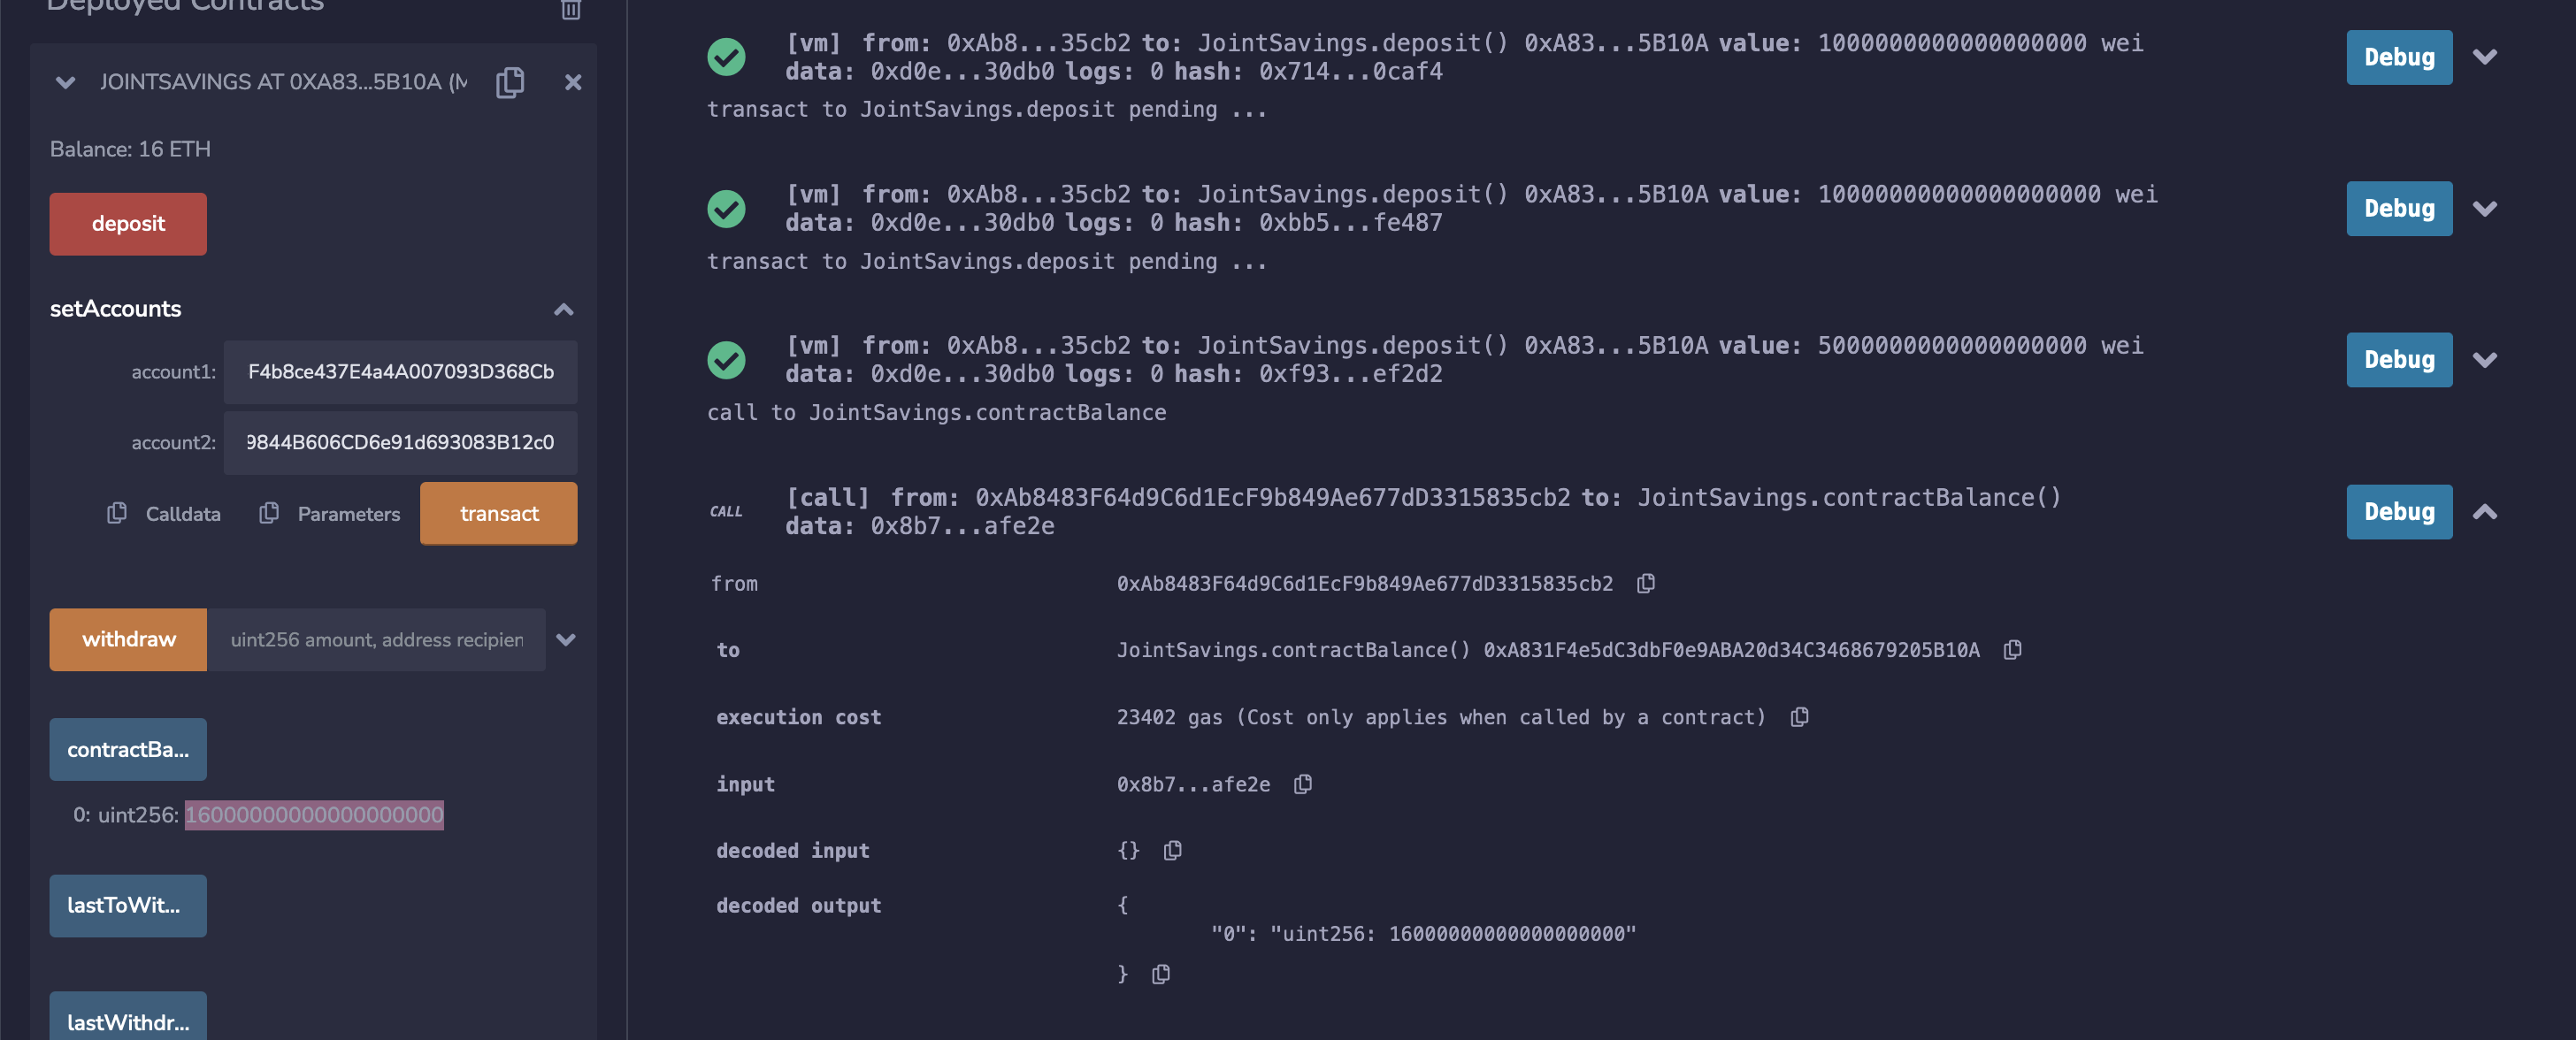 Deployed Contracts
JOINTSAVINGS AT 0XA83...5B10A (M
Balance: 16 ETH
deposit
setAccounts
account1: F4b8ce437E4a4A007093D368Cb
account2: 9844B606CD6e91d693083B12c0
Calldata Parameters transact
withdraw uint256 amount, address recipien
contractBa...
0: uint256: 16000000000000000000
lastToWit...
lastWithdr...
[vm] from: 0xAb8...35cb2 to: JointSavings.deposit() 0xA83...5B10A value: 1000000000000000000 wei
data: 0xd0e...30db0 logs: 0 hash: 0x714...0caf4
Debug
transact to JointSavings.deposit pending ...
[vm] from: 0xAb8...35cb2 to: JointSavings.deposit() 0xA83...5B10A value: 10000000000000000000 wei
data: 0xd0e...30db0 logs: 0 hash: 0xbb5...fe487
Debug
transact to JointSavings.deposit pending ...
[vm] from: 0xAb8...35cb2 to: JointSavings.deposit() 0xA83...5B10A value: 5000000000000000000 wei
data: 0xd0e...30db0 logs: 0 hash: 0xf93...ef2d2
Debug
call to JointSavings.contractBalance
CALL [call] from: 0xAb8483F64d9C6d1EcF9b849Ae677dD3315835cb2 to: JointSavings.contractBalance()
data: 0x8b7...afe2e
Debug
from 0xAb8483F64d9C6d1EcF9b849Ae677dD3315835cb2
to JointSavings.contractBalance() 0xA831F4e5dC3dbF0e9ABA20d34C3468679205B10A
execution cost 23402 gas (Cost only applies when called by a contract)
input 0x8b7...afe2e
decoded input {}
decoded output {
"0": "uint256: 16000000000000000000"
}